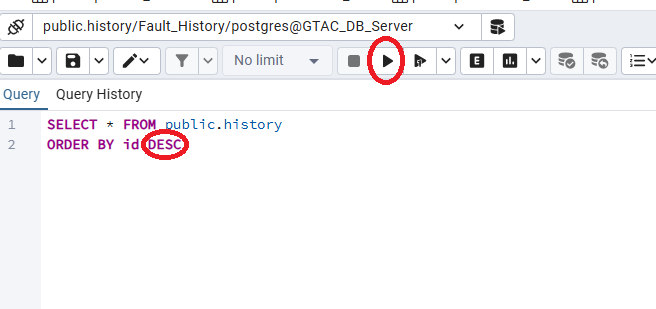 public.history/Fault_History/postgres@GTAC_DB_Server
No limit
E
Query Query History
1 SELECT * FROM public.history
2 ORDER BY id DESC